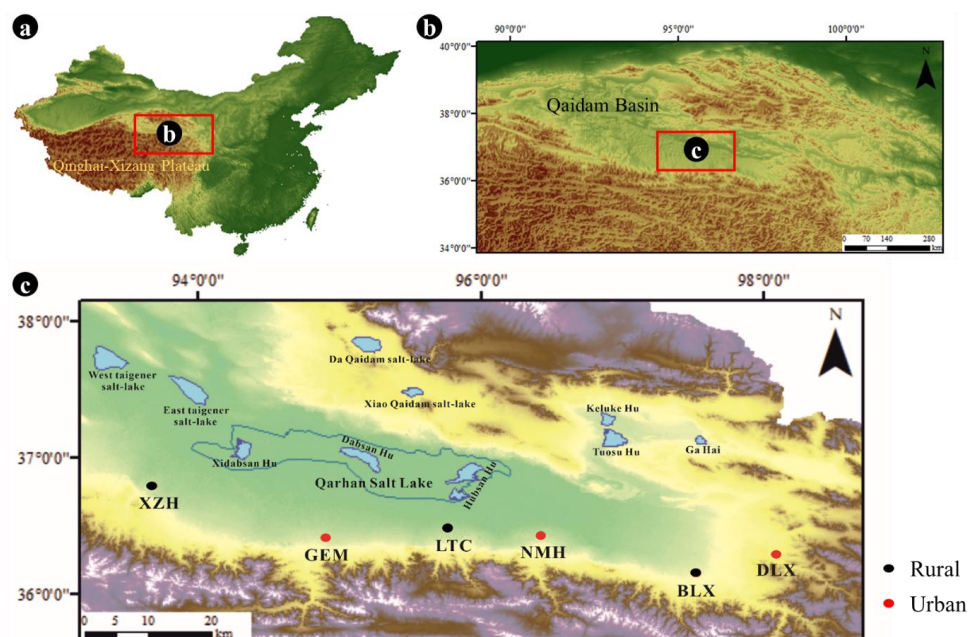 a
Qinghai-Xizang Plateau
b
b
90°0'0"
95°0'0"
100°0'0"
40°0'0"
38°0'0"
36°0'0"
34°0'0"
N
Qaidam Basin
c
0 70 140 280
km
c
94°0'0"
96°0'0"
98°0'0"
38°0'0"
37°0'0"
36°0'0"
N
West taigener
salt-lake
East taigener
salt-lake
Da Qaidam salt-lake
Xiao Qaidam salt-lake
Keluke Hu
Tuosu Hu
Ga Hai
Xidabsan Hu
Dabsan Hu
Qarhan Salt Lake
Hubsan Hu
XZH
GEM
LTC
NMH
BLX
DLX
Rural
Urban
0 5 10 20
km